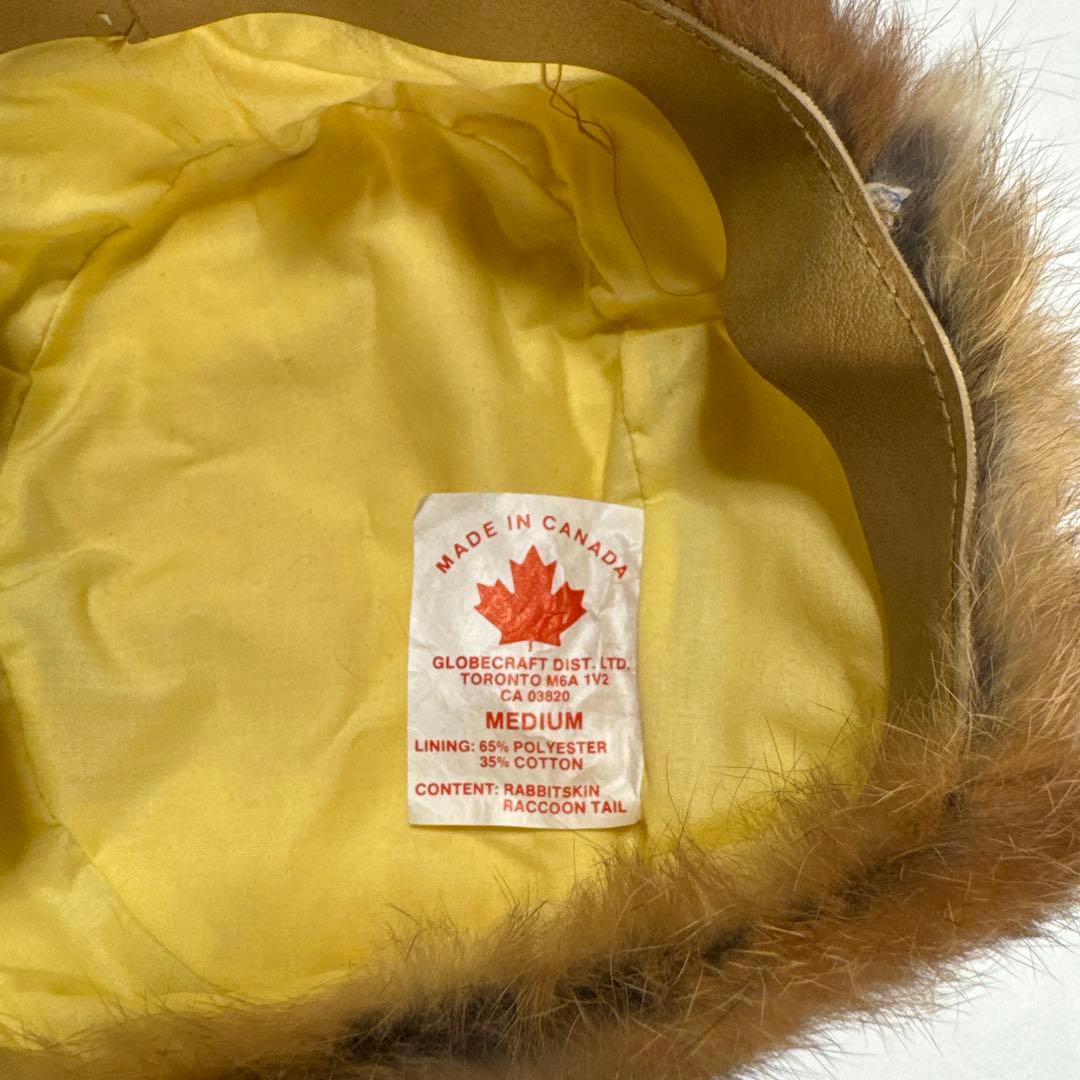 MADE IN CANADA
GLOBECRAFT DIST. LTD.
TORONTO M6A 1V2
CA 03820
MEDIUM
LINING: 65% POLYESTER
35% COTTON
CONTENT: RABBITSKIN
RACCOON TAIL